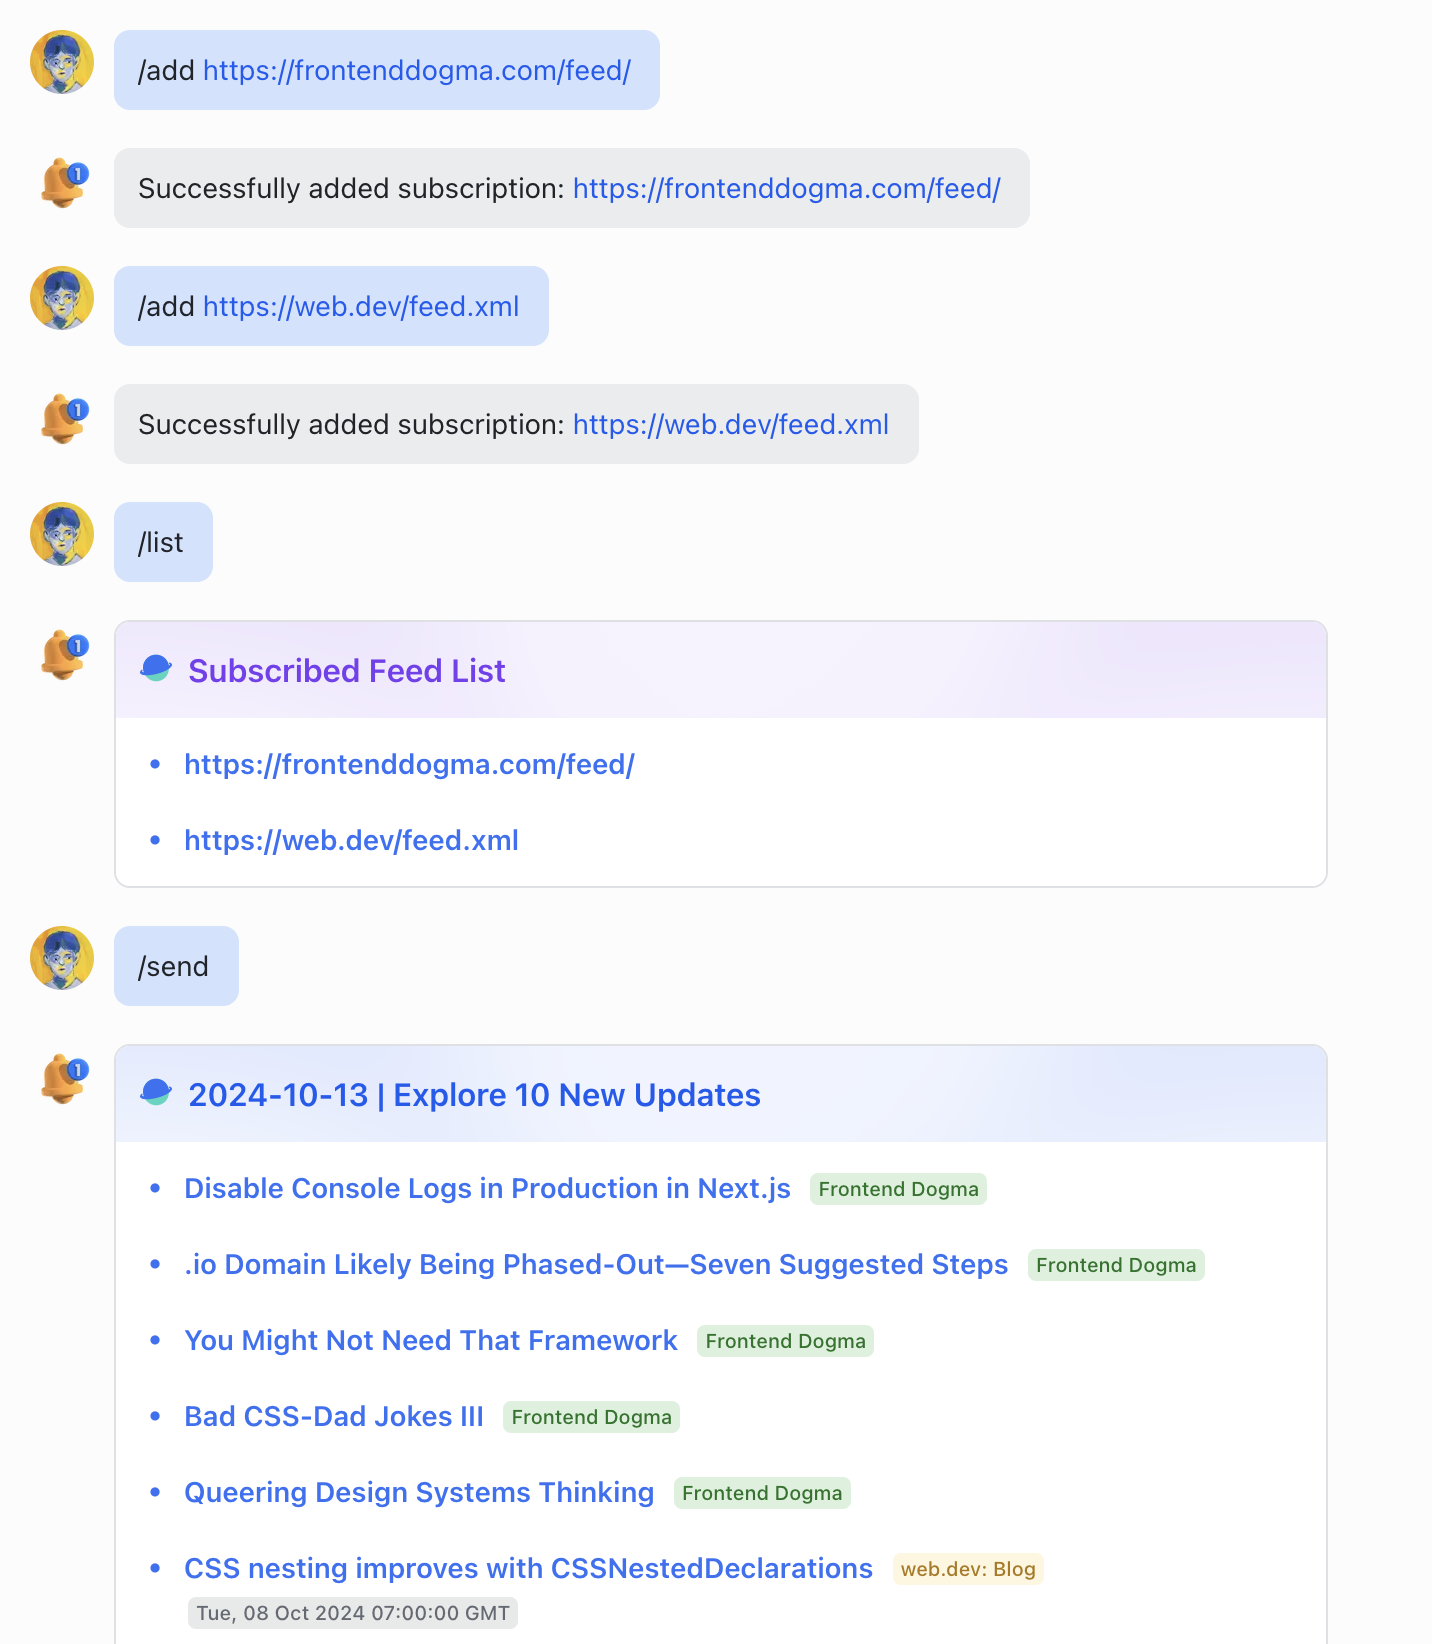 /add https://frontenddogma.com/feed/
1
Successfully added subscription: https://frontenddogma.com/feed/
/add https://web.dev/feed.xml
1
Successfully added subscription: https://web.dev/feed.xml
/list
1
Subscribed Feed List
• https://frontenddogma.com/feed/
• https://web.dev/feed.xml
/send
1
2024-10-13 | Explore 10 New Updates
• Disable Console Logs in Production in Next.js Frontend Dogma
• .io Domain Likely Being Phased-Out—Seven Suggested Steps Frontend Dogma
• You Might Not Need That Framework Frontend Dogma
• Bad CSS-Dad Jokes III Frontend Dogma
• Queering Design Systems Thinking Frontend Dogma
• CSS nesting improves with CSSNestedDeclarations web.dev: Blog
Tue, 08 Oct 2024 07:00:00 GMT